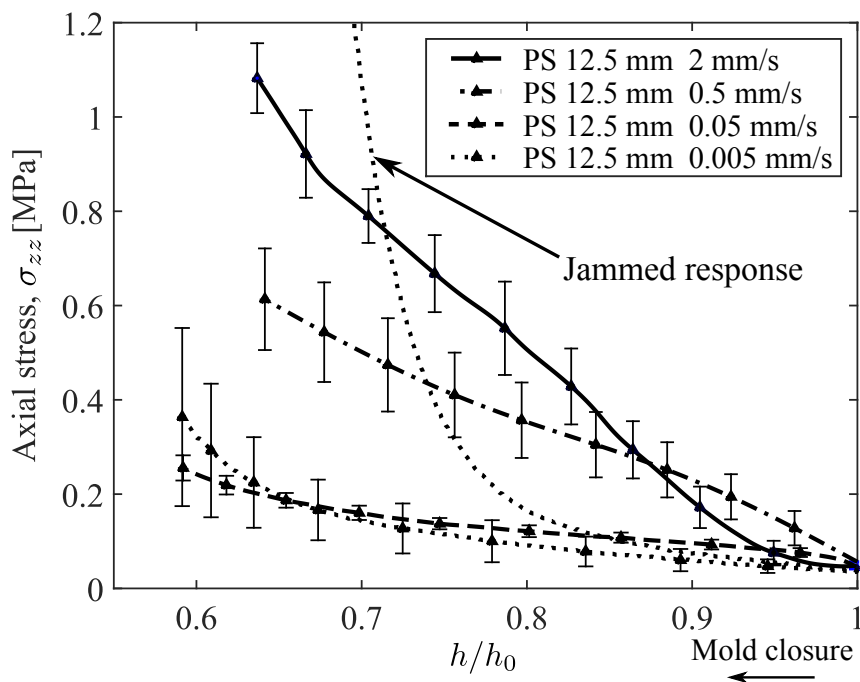 1.2
1
0.8
0.6
0.4
0.2
0
Axial stress, σzz [MPa]
PS 12.5 mm 2 mm/s
PS 12.5 mm 0.5 mm/s
PS 12.5 mm 0.05 mm/s
PS 12.5 mm 0.005 mm/s
Jammed response
0.6 0.7 0.8 0.9 1
h/h0
Mold closure